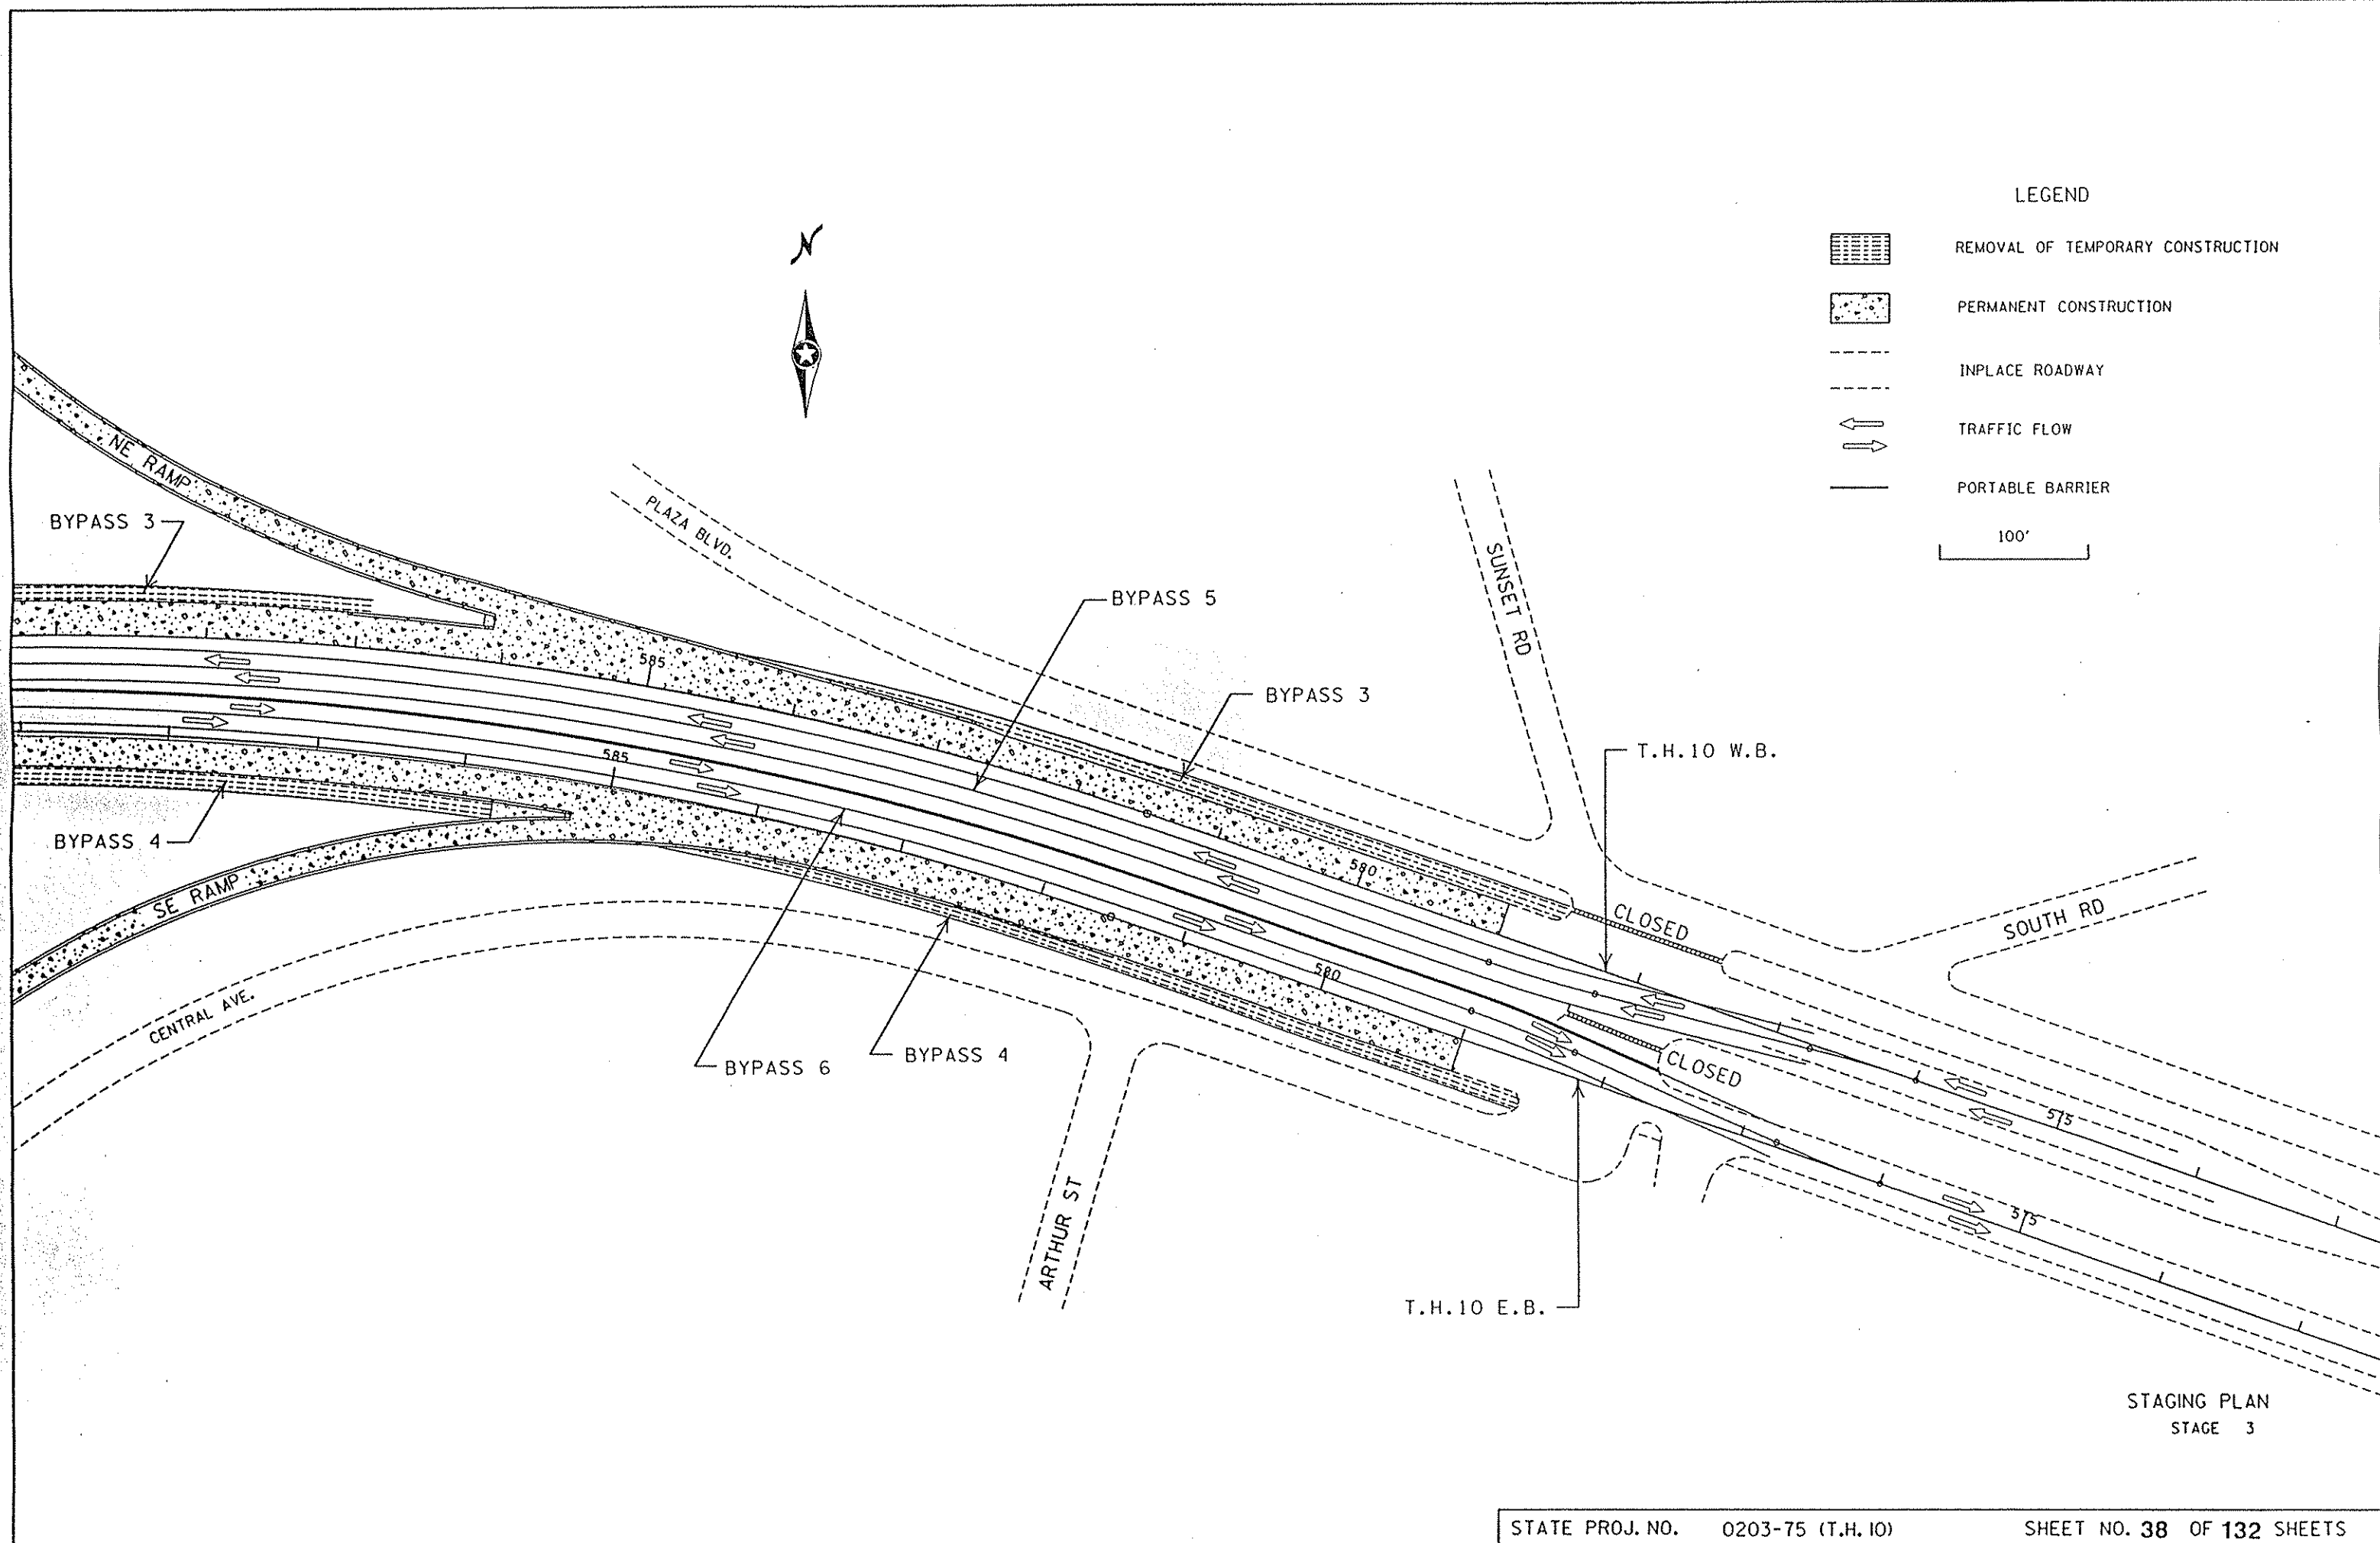 LEGEND
REMOVAL OF TEMPORARY CONSTRUCTION
PERMANENT CONSTRUCTION
INPLACE ROADWAY
TRAFFIC FLOW
PORTABLE BARRIER
100'
N
NE RAMP
BYPASS 3
PLAZA BLVD.
SUNSET RD
BYPASS 5
585
BYPASS 3
T.H.10 W.B.
585
BYPASS 4
580
SE RAMP
CLOSED
SOUTH RD
580
CENTRAL AVE.
BYPASS 4
BYPASS 6
CLOSED
575
ARTHUR ST
575
T.H.10 E.B.
STAGING PLAN
STAGE 3
STATE PROJ. NO. 0203-75 (T.H. 10) SHEET NO. 38 OF 132 SHEETS